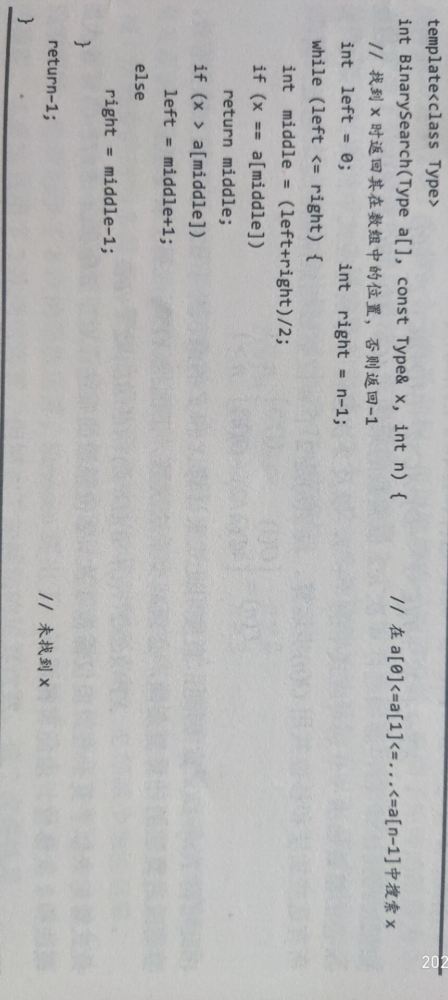 template<class Type>
int BinarySearch(Type a[], const Type& x, int n) { // 在 a[0]<=a[1]<=...<=a[n-1]中搜索 x
// 找到 x 时返回其在数组中的位置, 否则返回-1
int left = 0; int right = n-1;
while (left <= right) {
int middle = (left+right)/2;
if (x == a[middle])
return middle;
if (x > a[middle])
left = middle+1;
else
right = middle-1;
}
return-1; // 未找到 x
}
202